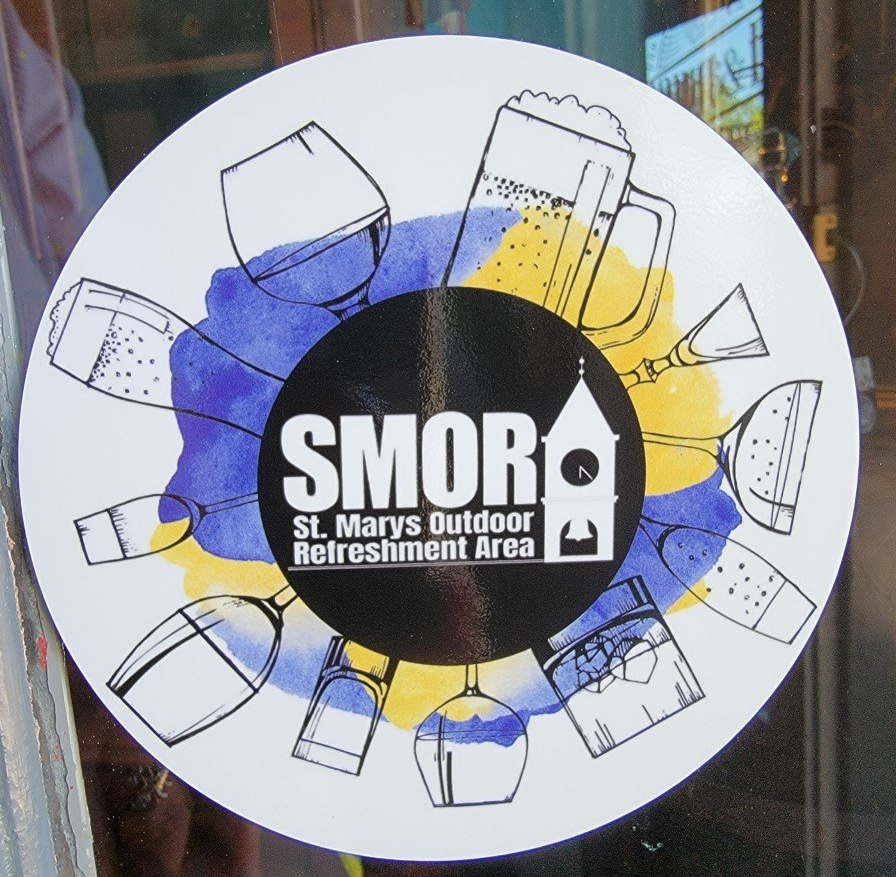 SMOR
St. Marys Outdoor
Refreshment Area